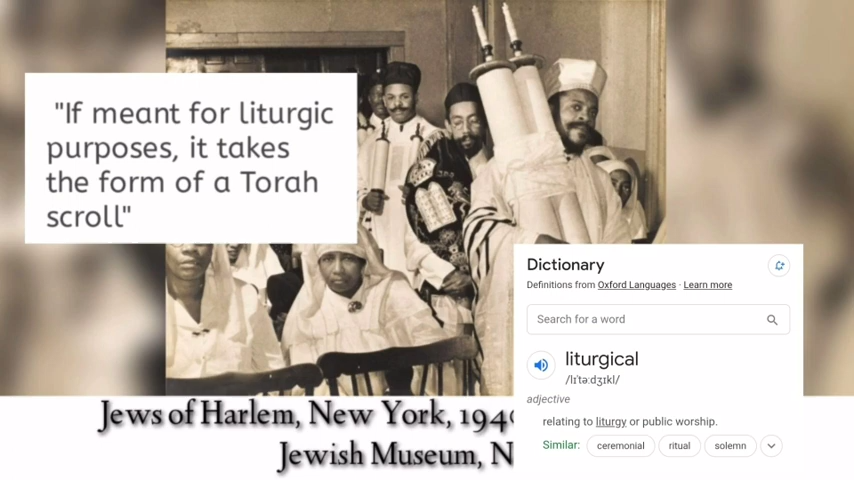 "If meant for liturgic
purposes, it takes
the form of a Torah
scroll"
Dictionary
Definitions from Oxford Languages · Learn more
Search for a word
liturgical
/lɪˈtəːdʒɪkl/
adjective
relating to liturgy or public worship.
Similar: ceremonial ritual solemn
Jews of Harlem, New York, 194
Jewish Museum, N